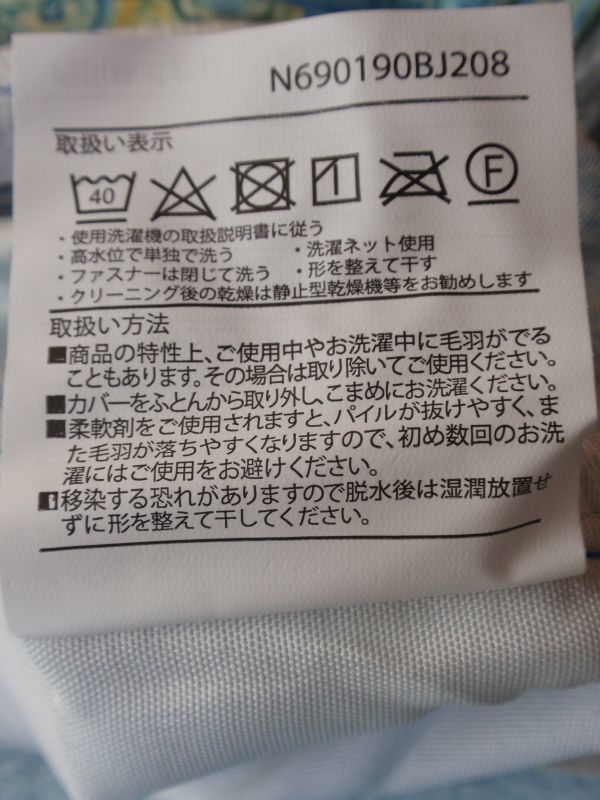 N690190BJ208
取扱い表示
40 F
・使用洗濯機の取扱説明書に従う
・高水位で単独で洗う ・洗濯ネット使用
・ファスナーは閉じて洗う ・形を整えて干す
・クリーニング後の乾燥は静止型乾燥機等をお勧めします
取扱い方法
■商品の特性上、ご使用中やお洗濯中に毛羽がでる
こともあります。その場合は取り除いてご使用ください。
■カバーをふとんから取り外し、こまめにお洗濯ください。
■柔軟剤をご使用されますと、パイルが抜けやすく、ま
た毛羽が落ちやすくなりますので、初め数回のお洗
濯にはご使用をお避けください。
■移染する恐れがありますので脱水後は湿潤放置せ
ずに形を整えて干してください。